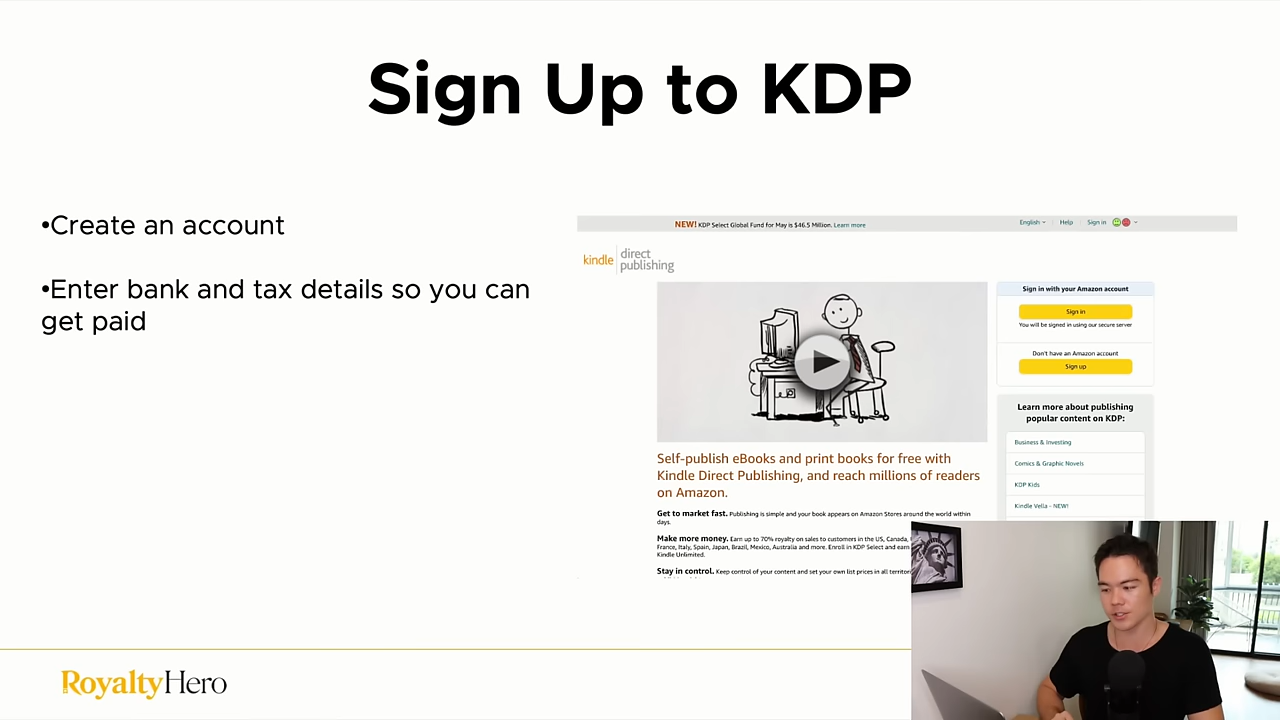 Sign Up to KDP
•Create an account
•Enter bank and tax details so you can
get paid
NEW! KDP Select Global Fund for May is $46.5 Million. Learn more
English
Help
Sign in
kindle
direct
publishing
Sign in with your Amazon account
Sign in
You will be signed in using our secure server
Don't have an Amazon account
Sign up
Learn more about publishing
popular content on KDP:
Business & Investing
Comics & Graphic Novels
KDP Kids
Kindle Vella - NEW!
Self-publish eBooks and print books for free with
Kindle Direct Publishing, and reach millions of readers
on Amazon.
Get to market fast. Publishing is simple and your book appears on Amazon Stores around the world within
days.
Make more money. Earn up to 70% royalty on sales to customers in the US, Canada,
France, Italy, Spain, Japan, Brazil, Mexico, Australia and more. Enroll in KDP Select and earn
Kindle Unlimited.
Stay in control. Keep control of your content and set your own list prices in all
RoyaltyHero